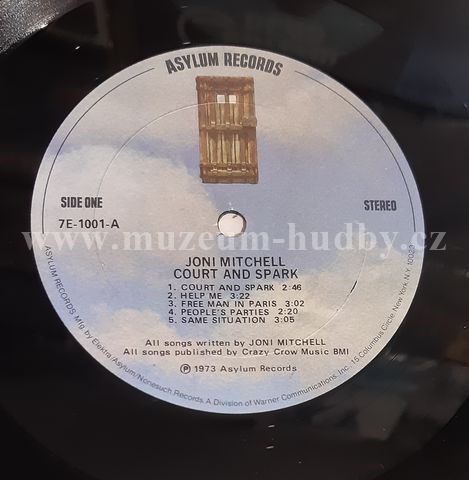 ASYLUM RECORDS
SIDE ONE
STEREO
7E-1001-A
www.muzeum-hudby.cz
JONI MITCHELL
COURT AND SPARK
1. COURT AND SPARK 2:46
2. HELP ME 3:22
3. FREE MAN IN PARIS 3:02
4. PEOPLE'S PARTIES 2:20
5. SAME SITUATION 3:05
All songs written by JONI MITCHELL
All songs published by Crazy Crow Music BMI
Ⓟ 1973 Asylum Records
ASYLUM RECORDS Mfg. by Elektra/Asylum/Nonesuch Records. A Division of Warner Communications, Inc. 15 Columbus Circle, New York, N.Y. 10023